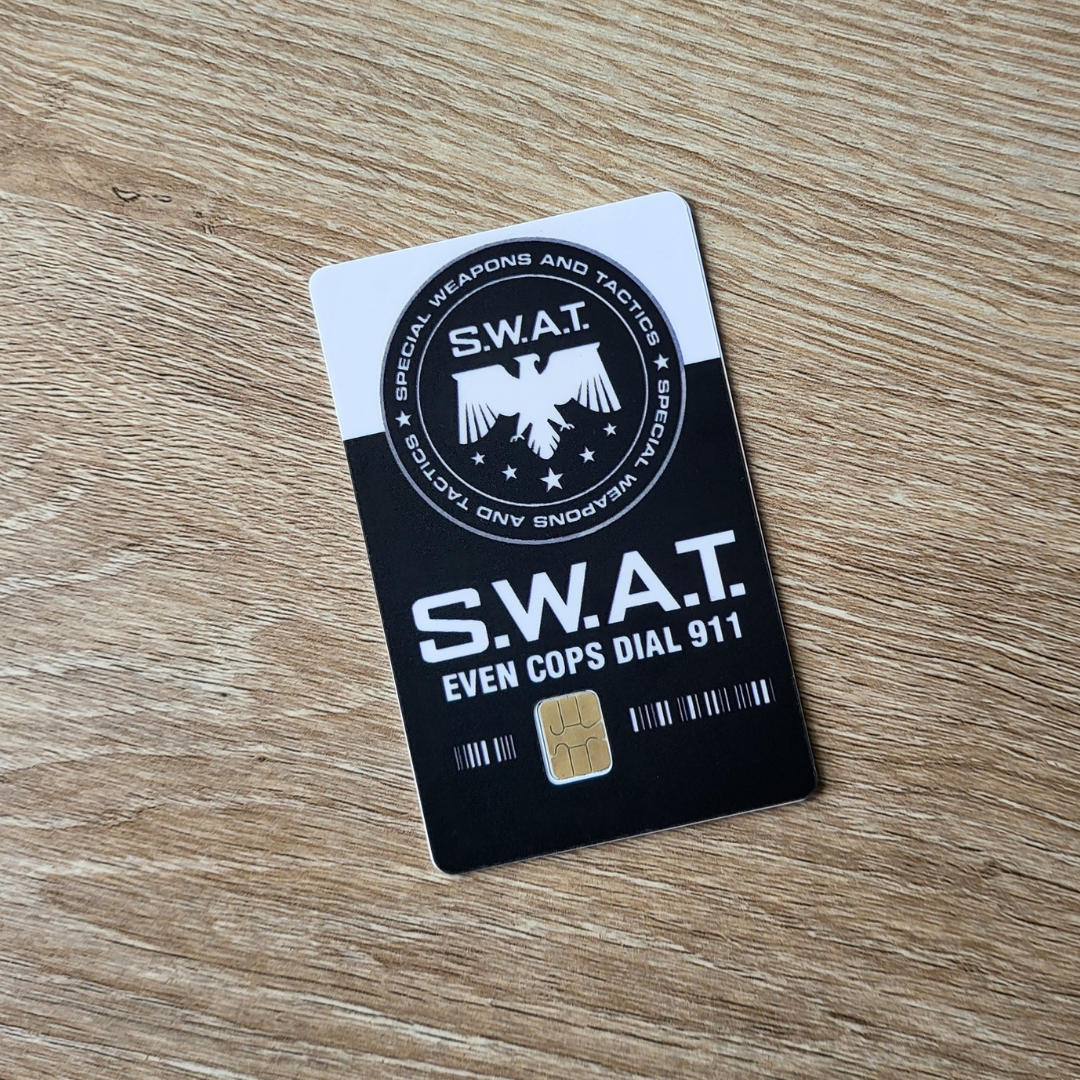 SPECIAL WEAPONS AND TACTICS ★ SPECIAL WEAPONS AND TACTICS ★
S.W.A.T.
S.W.A.T.
EVEN COPS DIAL 911